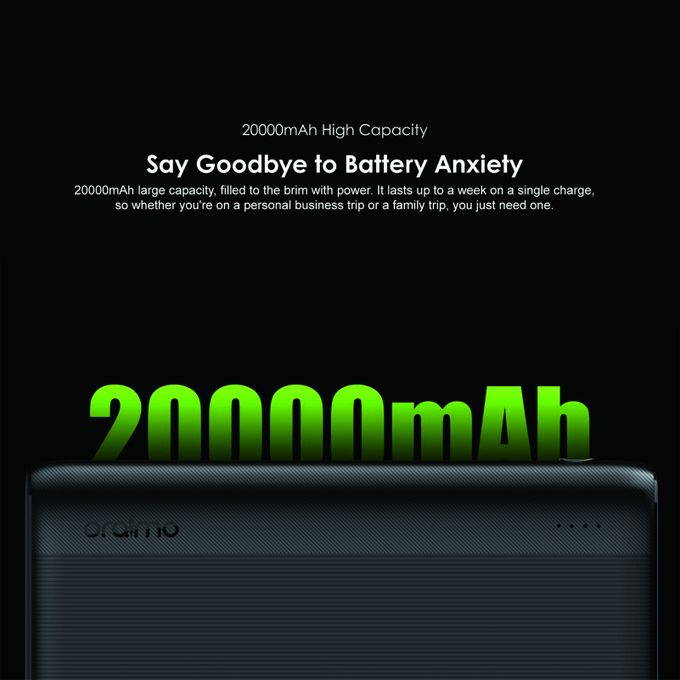 20000mAh High Capacity
Say Goodbye to Battery Anxiety
20000mAh large capacity, filled to the brim with power. It lasts up to a week on a single charge,
so whether you're on a personal business trip or a family trip, you just need one.
20000mAh
oraimo